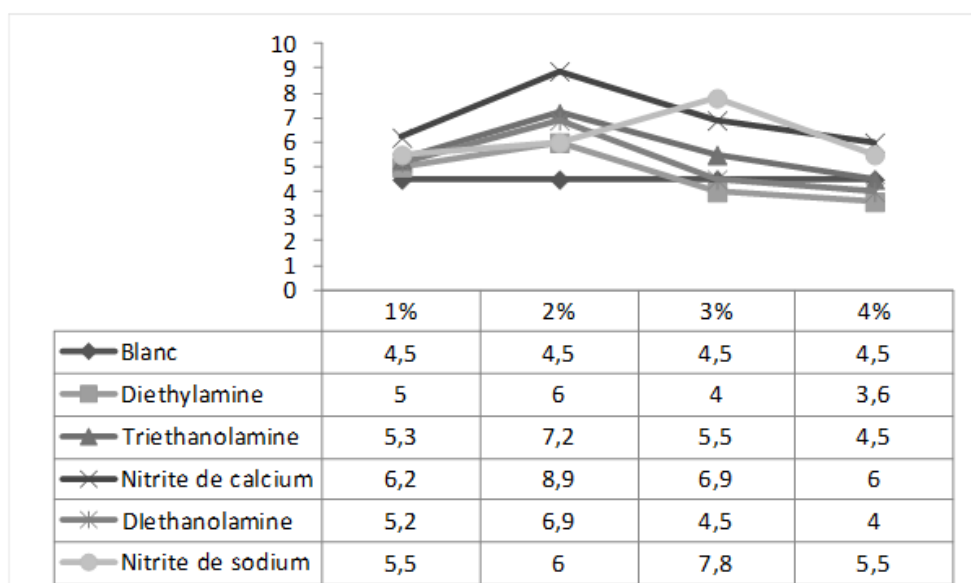 10
9
8
7
6
5
4
3
2
1
0
1% 2% 3% 4%
Blanc 4,5 4,5 4,5 4,5
Diethylamine 5 6 4 3,6
Triethanolamine 5,3 7,2 5,5 4,5
Nitrite de calcium 6,2 8,9 6,9 6
DIethanolamine 5,2 6,9 4,5 4
Nitrite de sodium 5,5 6 7,8 5,5